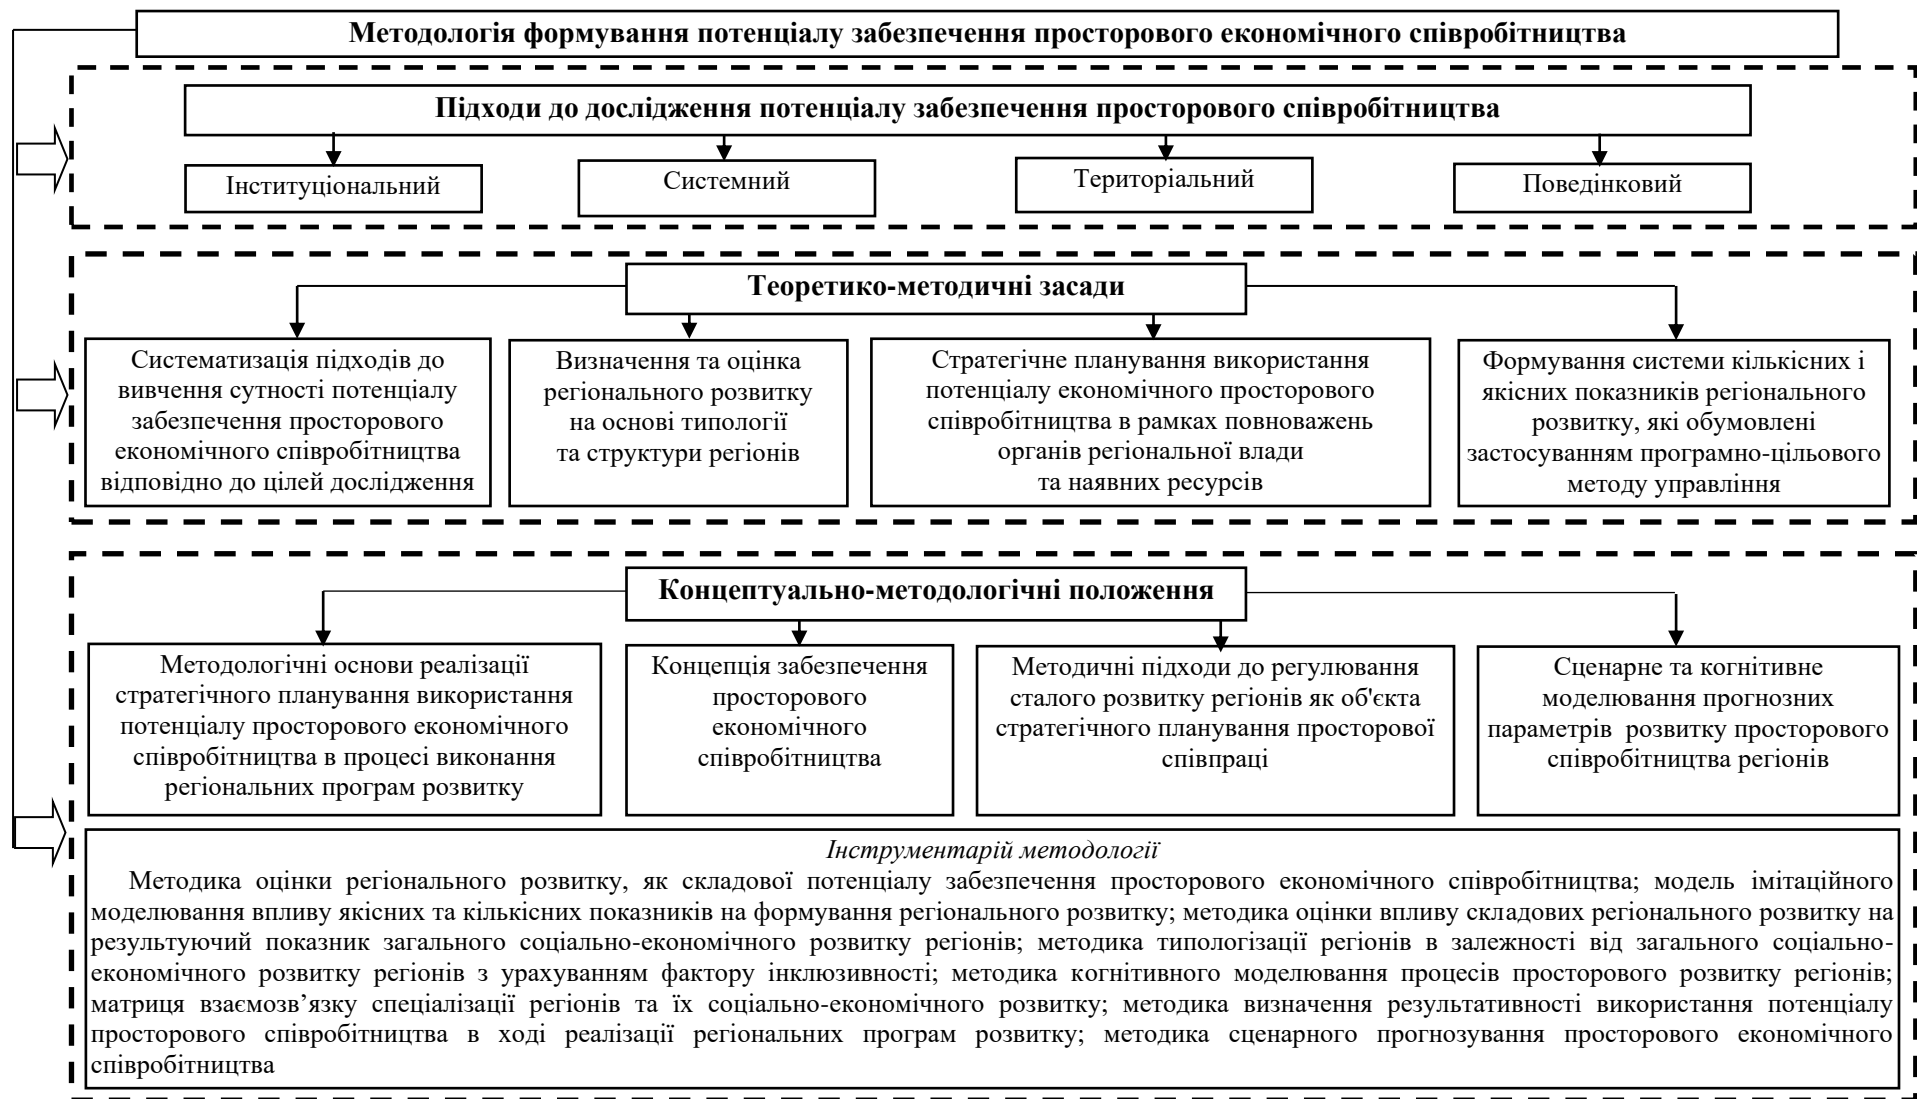 Методологія формування потенціалу забезпечення просторового економічного співробітництва
Підходи до дослідження потенціалу забезпечення просторового співробітництва
Інституціональний
Системний
Територіальний
Поведінковий
Теоретико-методичні засади
Систематизація підходів до
вивчення сутності потенціалу
забезпечення просторового
економічного співробітництва
відповідно до цілей дослідження
Визначення та оцінка
регіонального розвитку
на основі типології
та структури регіонів
Стратегічне планування використання
потенціалу економічного просторового
співробітництва в рамках повноважень
органів регіональної влади
та наявних ресурсів
Формування системи кількісних і
якісних показників регіонального
розвитку, які обумовлені
застосуванням програмно-цільового
методу управління
Концептуально-методологічні положення
Методологічні основи реалізації
стратегічного планування використання
потенціалу просторового економічного
співробітництва в процесі виконання
регіональних програм розвитку
Концепція забезпечення
просторового
економічного
співробітництва
Методичні підходи до регулювання
сталого розвитку регіонів як об'єкта
стратегічного планування просторової
співпраці
Сценарне та когнітивне
моделювання прогнозних
параметрів розвитку просторового
співробітництва регіонів
Інструментарій методології
Методика оцінки регіонального розвитку, як складової потенціалу забезпечення просторового економічного співробітництва; модель імітаційного
моделювання впливу якісних та кількісних показників на формування регіонального розвитку; методика оцінки впливу складових регіонального розвитку на
результуючий показник загального соціально-економічного розвитку регіонів; методика типологізації регіонів в залежності від загального соціально-
економічного розвитку регіонів з урахуванням фактору інклюзивності; методика когнітивного моделювання процесів просторового розвитку регіонів;
матриця взаємозв’язку спеціалізації регіонів та їх соціально-економічного розвитку; методика визначення результативності використання потенціалу
просторового співробітництва в ході реалізації регіональних програм розвитку; методика сценарного прогнозування просторового економічного
співробітництва